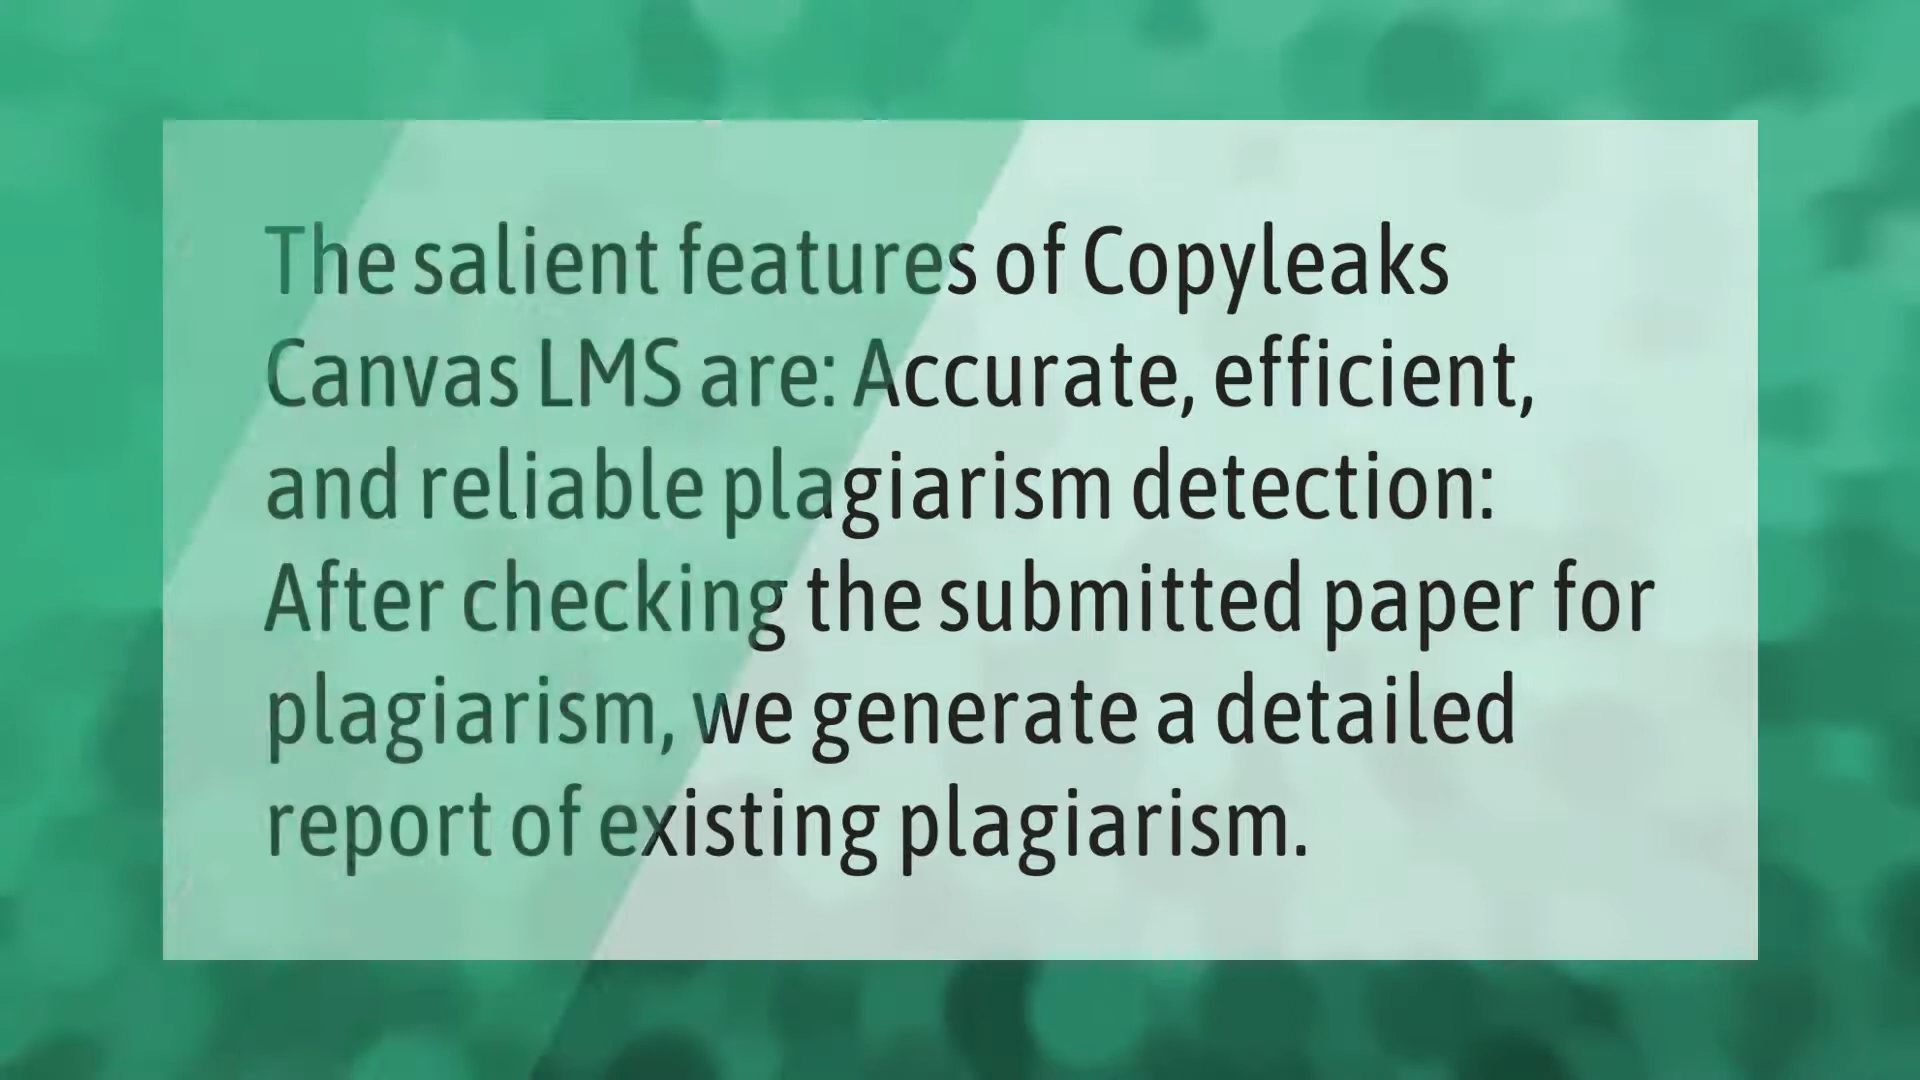 The salient features of Copyleaks
Canvas LMS are: Accurate, efficient,
and reliable plagiarism detection:
After checking the submitted paper for
plagiarism, we generate a detailed
report of existing plagiarism.